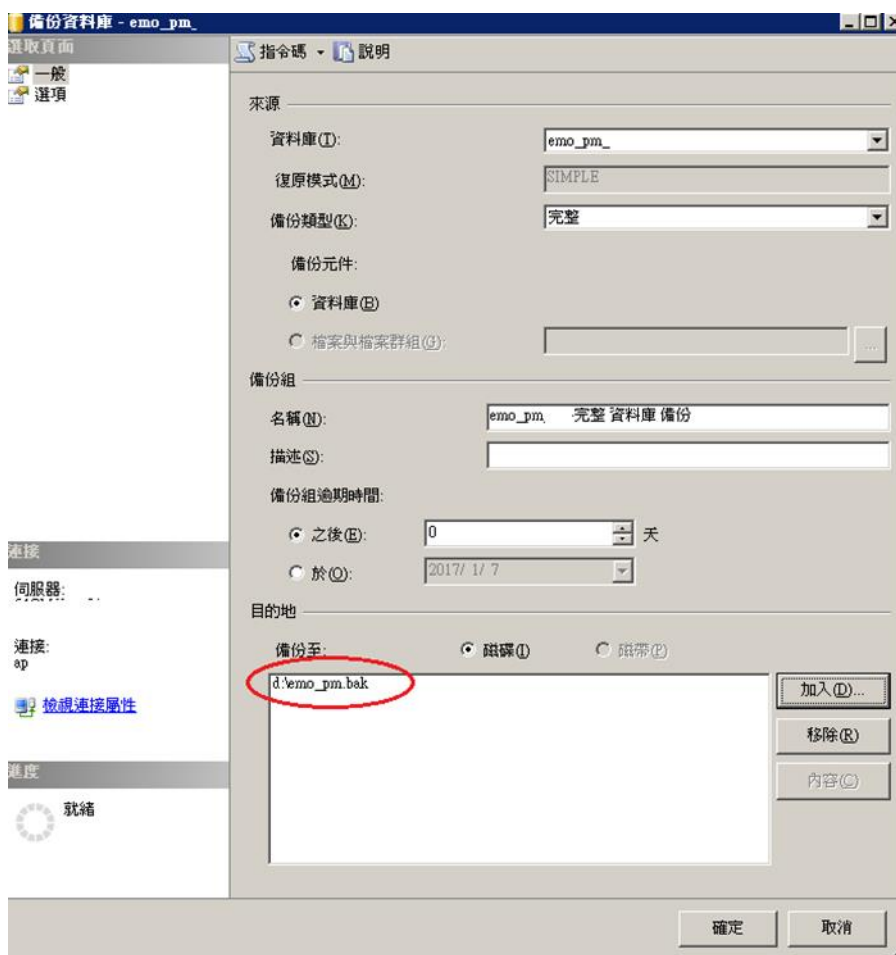 備份資料庫 - emo_pm_
選取頁面
一般
選項
指令碼 說明
來源
資料庫(T): emo_pm_
復原模式(M): SIMPLE
備份類型(K): 完整
備份元件:
資料庫(B)
檔案與檔案群組(G): ...
備份組
名稱(N): emo_pm -完整 資料庫 備份
描述(S):
備份組逾期時間:
之後(E): 0 天
於(O): 2017/ 1/ 7
目的地
備份至: 磁碟(I) 磁帶(P)
d:\emo_pm.bak
加入(D)...
移除(R)
內容(C)
連接
伺服器:
連接:
ap
檢視連接屬性
進度
就緒
確定 取消